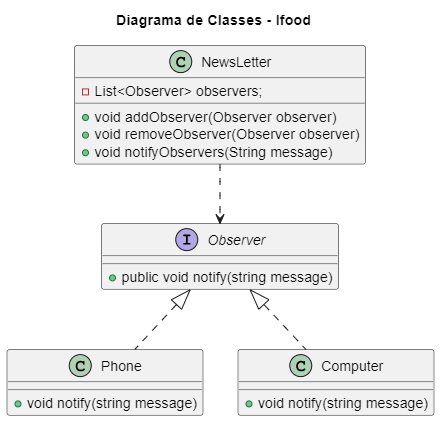 Diagrama de Classes - Ifood
C NewsLetter
List<Observer> observers;
void addObserver(Observer observer)
void removeObserver(Observer observer)
void notifyObservers(String message)
I Observer
public void notify(string message)
C Phone
void notify(string message)
C Computer
void notify(string message)